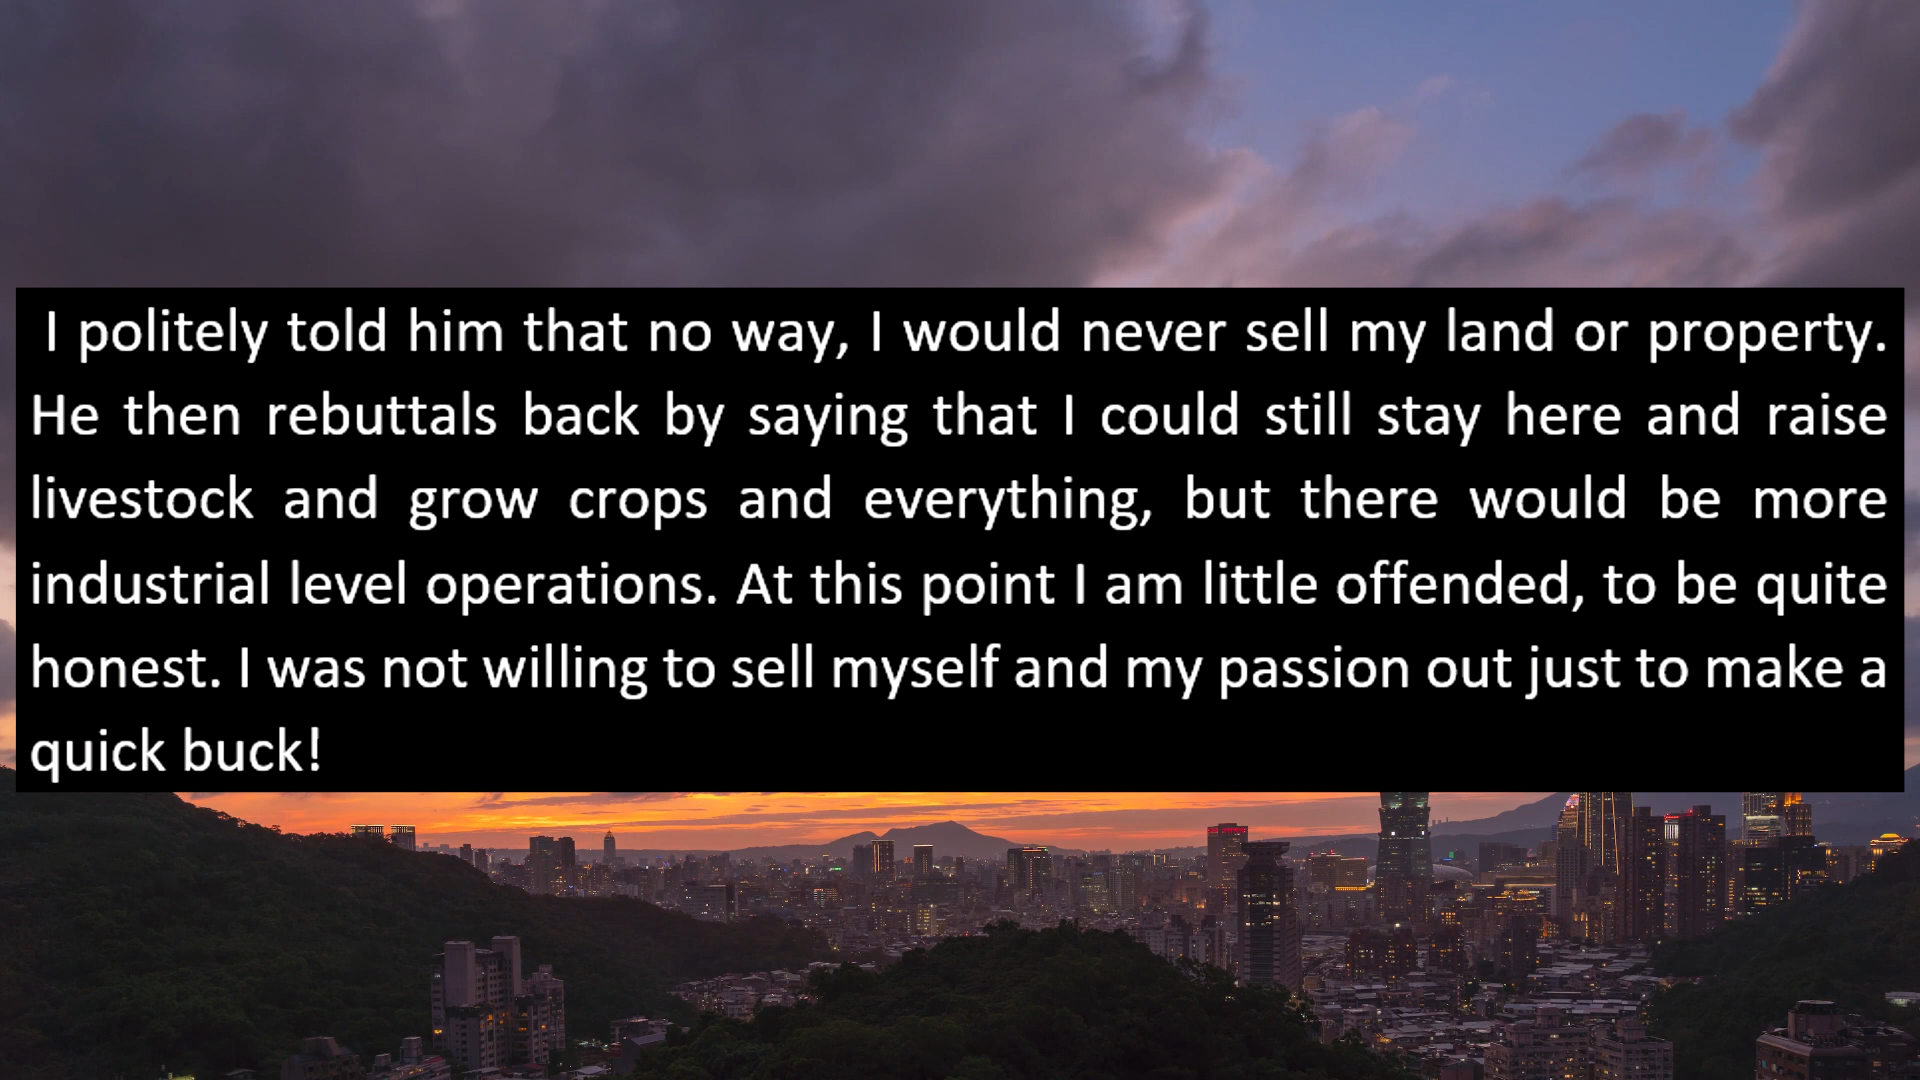 I politely told him that no way, I would never sell my land or property.
He then rebuttals back by saying that I could still stay here and raise
livestock and grow crops and everything, but there would be more
industrial level operations. At this point I am little offended, to be quite
honest. I was not willing to sell myself and my passion out just to make a
quick buck!